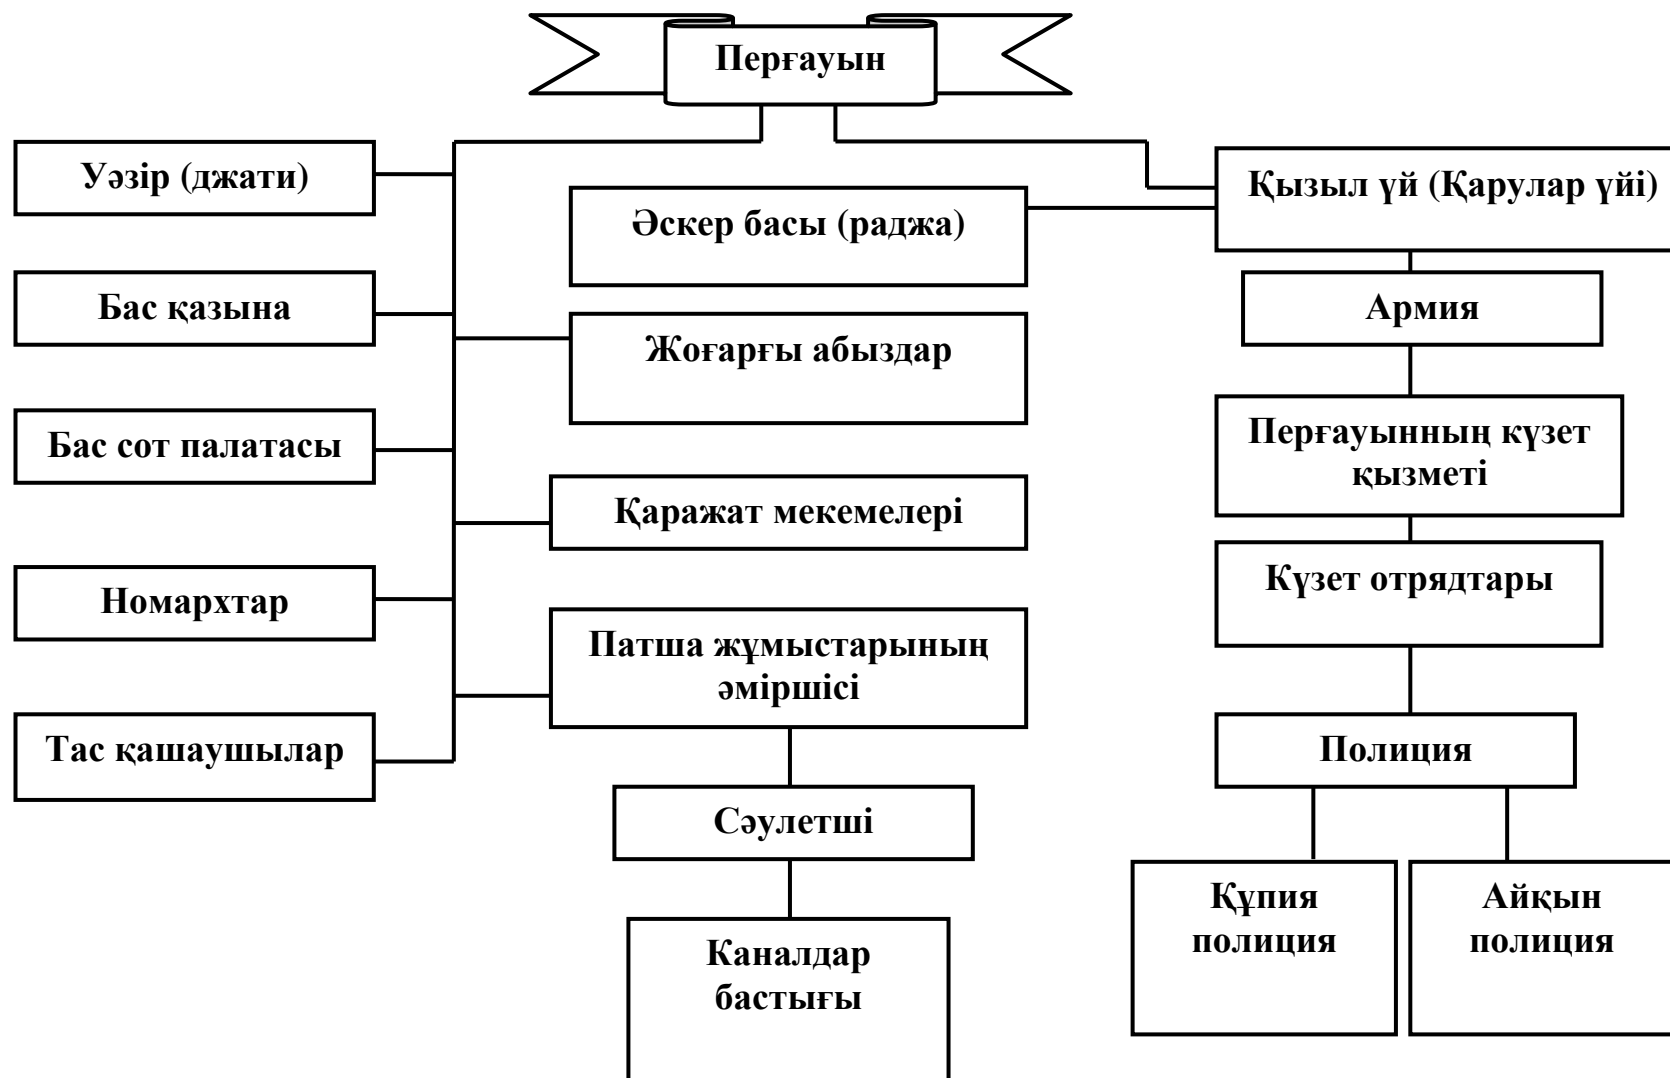 Перғауын
Уәзір (джати)
Бас қазына
Бас сот палатасы
Номархтар
Тас қашаушылар
Әскер басы (раджа)
Жоғарғы абыздар
Қаражат мекемелері
Патша жұмыстарының
әміршісі
Сәулетші
Каналдар
бастығы
Қызыл үй (Қарулар үйі)
Армия
Перғауынның күзет
қызметі
Күзет отрядтары
Полиция
Құпия
полиция
Айқын
полиция